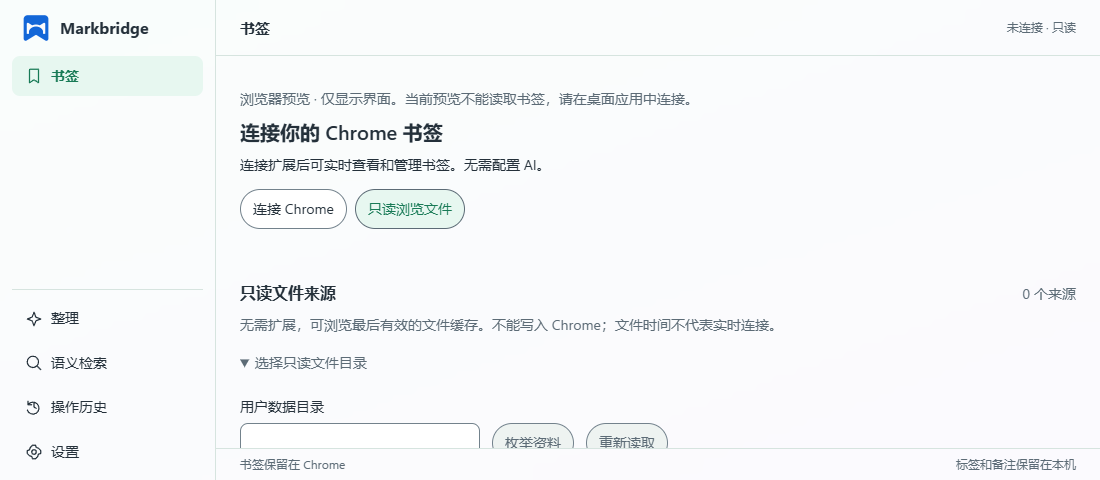 Markbridge
书签
整理
语义检索
操作历史
设置
书签
未连接 · 只读
浏览器预览 · 仅显示界面。当前预览不能读取书签，请在桌面应用中连接。
连接你的 Chrome 书签
连接扩展后可实时查看和管理书签。无需配置 AI。
连接 Chrome
只读浏览文件
只读文件来源
0 个来源
无需扩展，可浏览最后有效的文件缓存。不能写入 Chrome；文件时间不代表实时连接。
▼ 选择只读文件目录
用户数据目录
枚举资料
重新读取
书签保留在 Chrome
标签和备注保留在本机